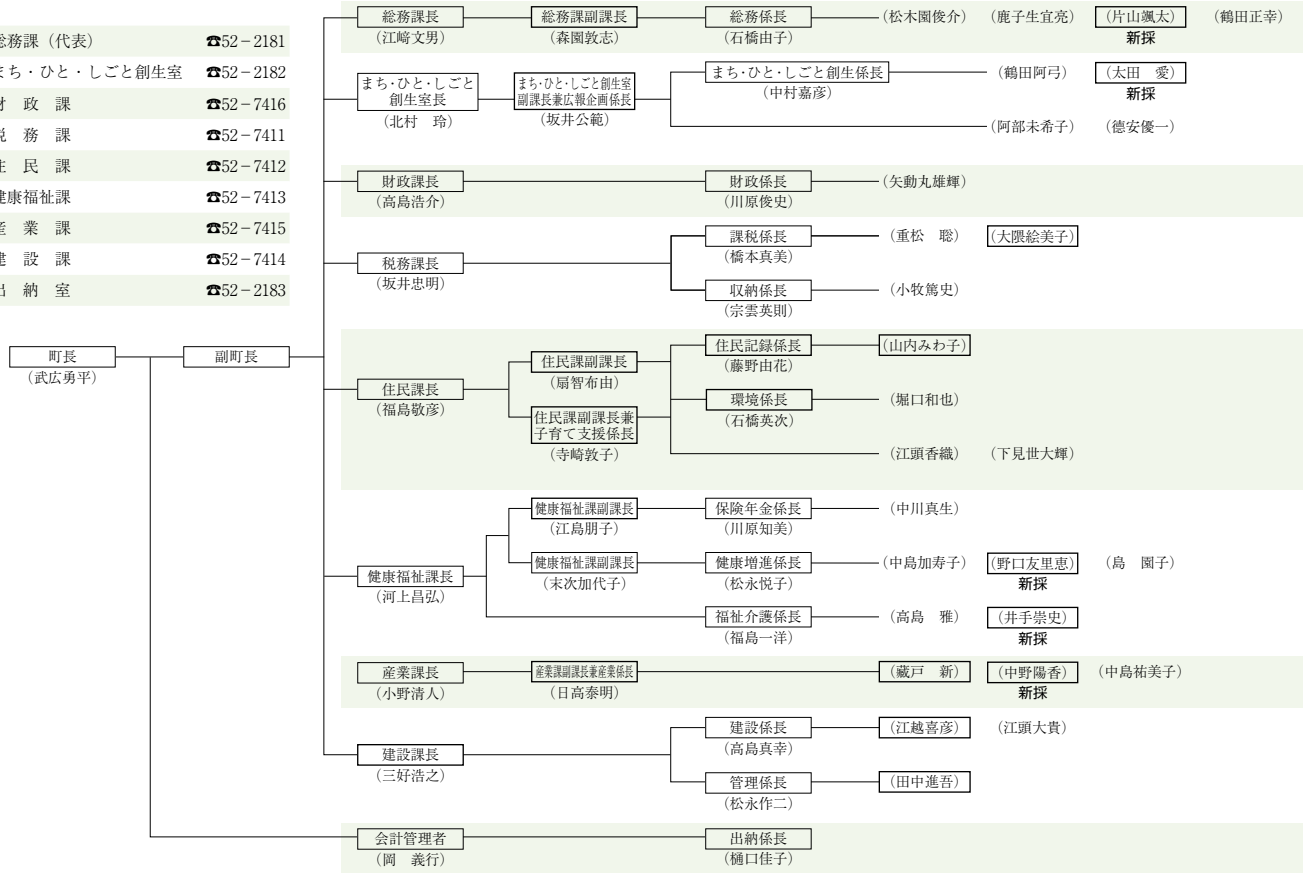 総務課（代表） ☎52－2181
まち・ひと・しごと創生室 ☎52－2182
財　政　課 ☎52－7416
税　務　課 ☎52－7411
住　民　課 ☎52－7412
健康福祉課 ☎52－7413
産　業　課 ☎52－7415
建　設　課 ☎52－7414
出　納　室 ☎52－2183
町長
（武広勇平）
副町長
総務課長 総務課副課長 総務係長 （松木園俊介） （鹿子生宜亮） （片山颯太） （鶴田正幸）
（江﨑文男） （森園敦志） （石橋由子） 新採
まち・ひと・しごと
創生室長
（北村　玲）
まち・ひと・しごと創生室
副課長兼広報企画係長
（坂井公範）
まち・ひと・しごと創生係長 （鶴田阿弓） （太田　愛）
（中村嘉彦） 新採
（阿部未希子） （德安優一）
財政課長 財政係長 （矢動丸雄輝）
（高島浩介） （川原俊史）
税務課長
（坂井忠明）
課税係長 （重松　聡） （大隈絵美子）
（橋本真美）
収納係長 （小牧篤史）
（宗雲英則）
住民課長
（福島敬彦）
住民課副課長
（扇智布由）
住民課副課長兼
子育て支援係長
（寺崎敦子）
住民記録係長 （山内みわ子）
（藤野由花）
環境係長 （堀口和也）
（石橋英次）
（江頭香織） （下見世大輝）
健康福祉課長
（河上昌弘）
健康福祉課副課長 保険年金係長 （中川真生）
（江島朋子） （川原知美）
健康福祉課副課長 健康増進係長 （中島加寿子） （野口友里恵） （島　園子）
（末次加代子） （松永悦子） 新採
福祉介護係長 （高島　雅） （井手崇史）
（福島一洋） 新採
産業課長 産業課副課長兼産業係長 （藏戸　新） （中野陽香） （中島祐美子）
（小野清人） （日高泰明） 新採
建設課長
（三好浩之）
建設係長 （江越喜彦） （江頭大貴）
（高島真幸）
管理係長 （田中進吾）
（松永作二）
会計管理者 出納係長
（岡　義行） （樋口佳子）